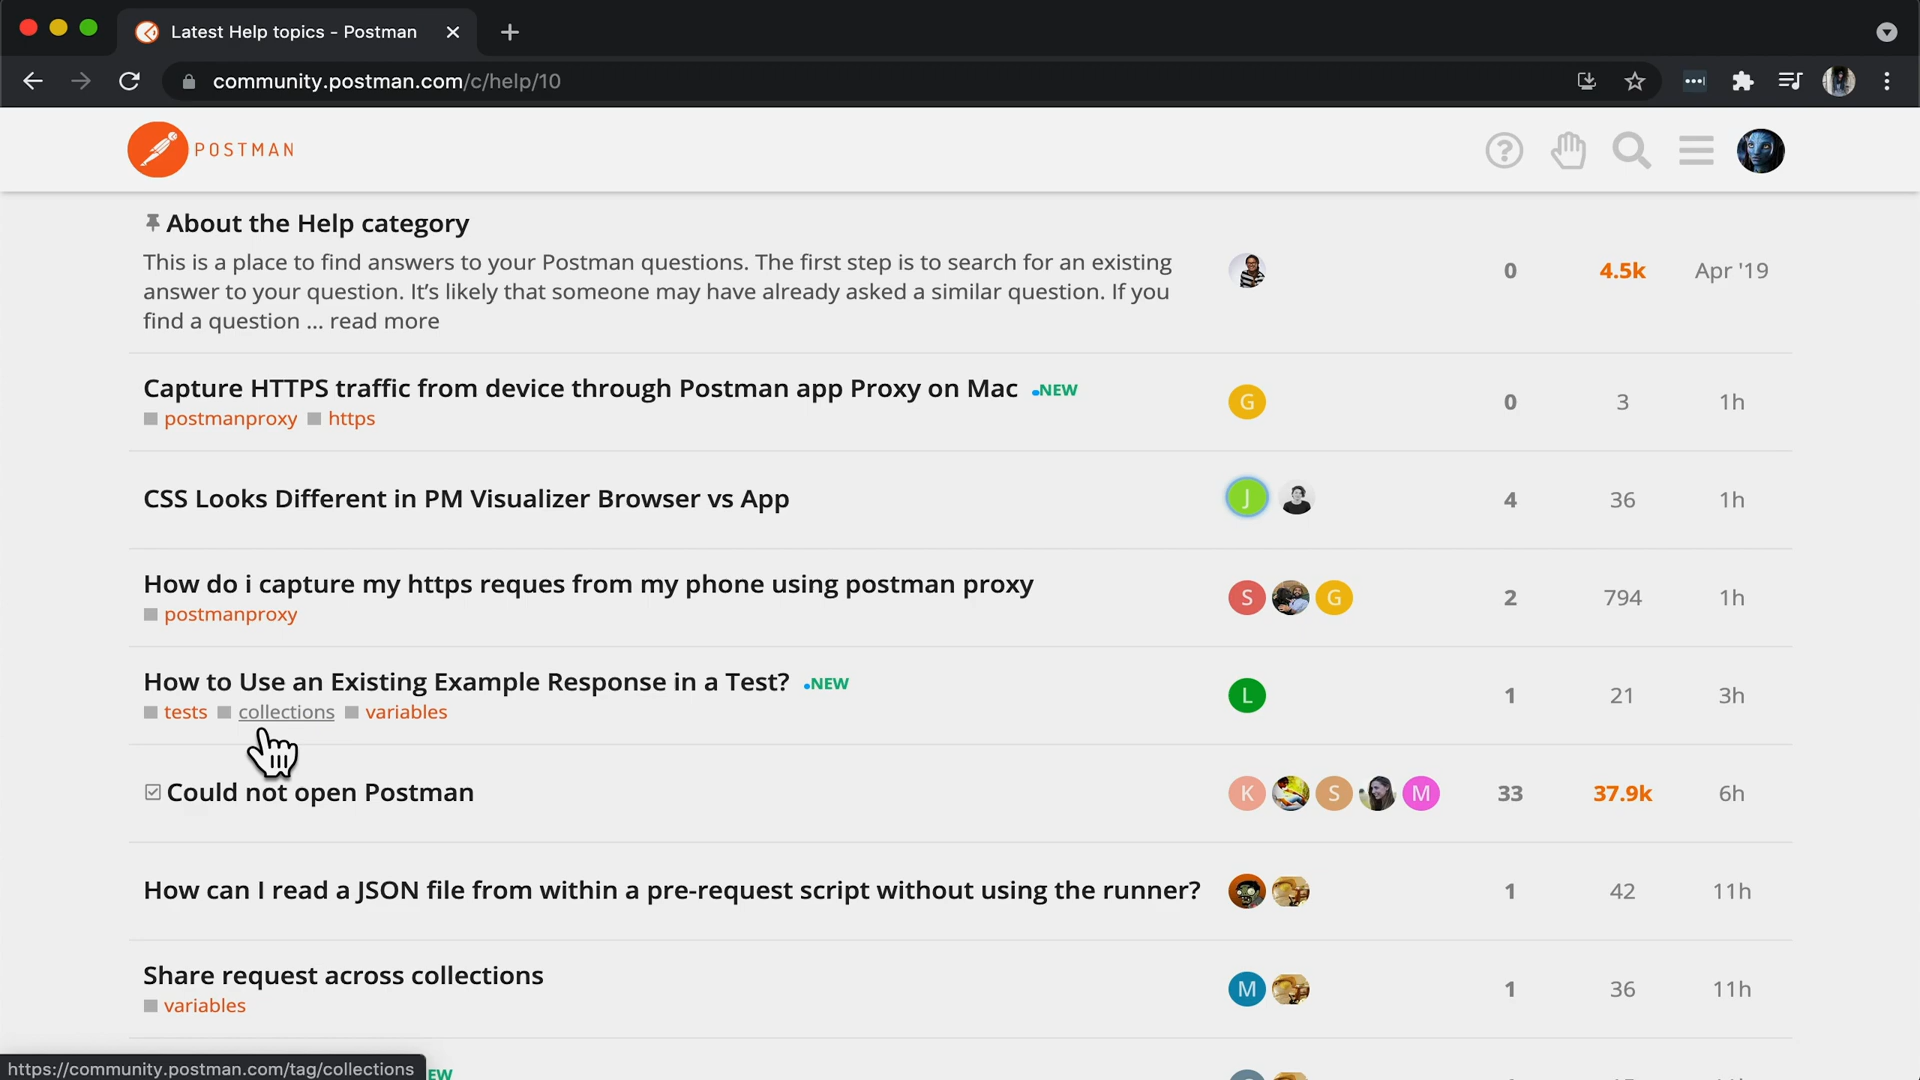 Latest Help topics - Postman
community.postman.com/c/help/10
POSTMAN
About the Help category
This is a place to find answers to your Postman questions. The first step is to search for an existing
answer to your question. It's likely that someone may have already asked a similar question. If you
find a question ... read more
0 4.5k Apr '19
Capture HTTPS traffic from device through Postman app Proxy on Mac NEW
postmanproxy https
G 0 3 1h
CSS Looks Different in PM Visualizer Browser vs App
J 4 36 1h
How do i capture my https reques from my phone using postman proxy
postmanproxy
S G 2 794 1h
How to Use an Existing Example Response in a Test? NEW
tests collections variables
L 1 21 3h
Could not open Postman
K S M 33 37.9k 6h
How can I read a JSON file from within a pre-request script without using the runner?
1 42 11h
Share request across collections
variables
M 1 36 11h
https://community.postman.com/tag/collections